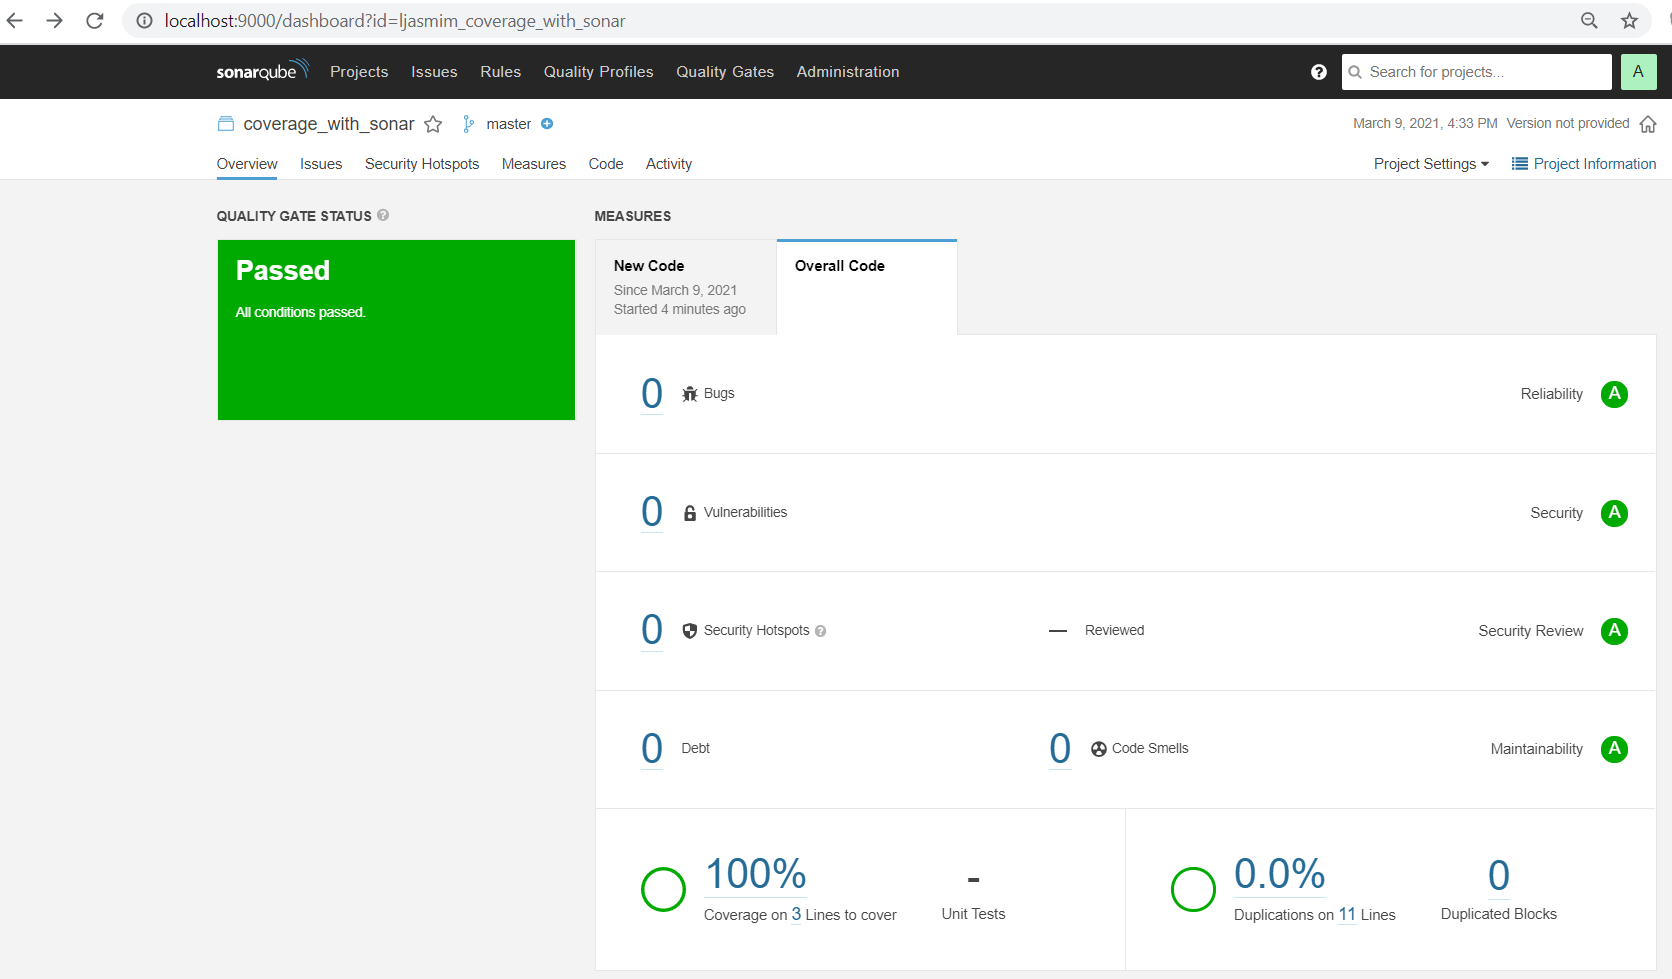 localhost:9000/dashboard?id=ljasmim_coverage_with_sonar
sonarqube Projects Issues Rules Quality Profiles Quality Gates Administration ? Search for projects... A
coverage_with_sonar master March 9, 2021, 4:33 PM Version not provided
Overview Issues Security Hotspots Measures Code Activity Project Settings Project Information
QUALITY GATE STATUS ?
Passed
All conditions passed.
MEASURES
New Code
Since March 9, 2021
Started 4 minutes ago
Overall Code
0 Bugs Reliability A
0 Vulnerabilities Security A
0 Security Hotspots ? — Reviewed Security Review A
0 Debt 0 Code Smells Maintainability A
100%
Coverage on 3 Lines to cover
-
Unit Tests
0.0%
Duplications on 11 Lines
0
Duplicated Blocks